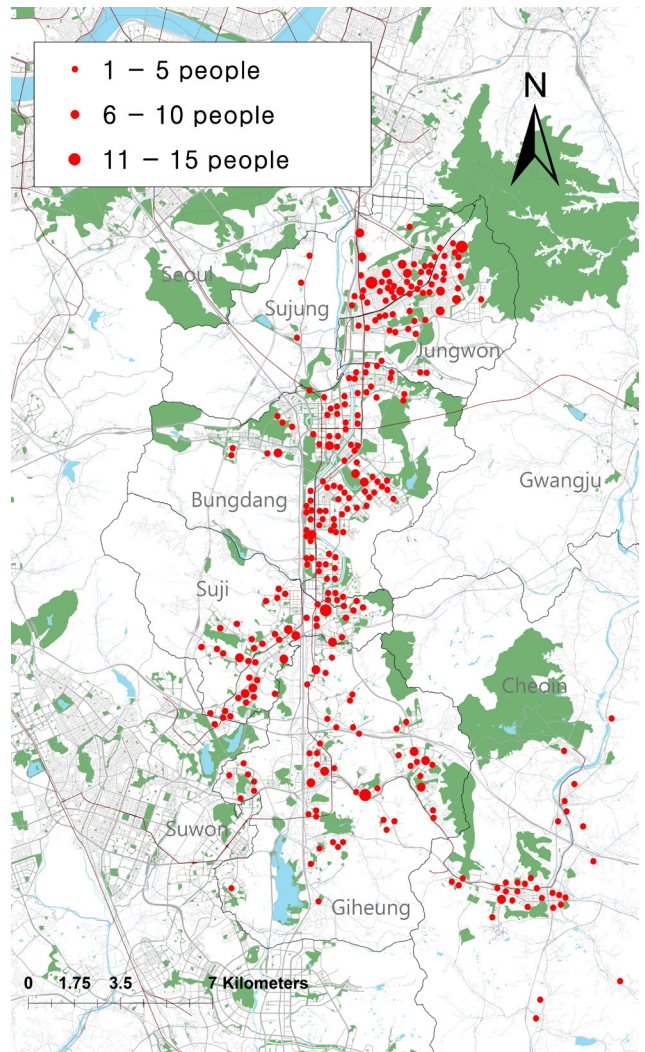 1 – 5 people
6 – 10 people
11 – 15 people
N
Seoul
Sujung
Jungwon
Gwangju
Bungdang
Suji
Cheoin
Suwon
Giheung
0 1.75 3.5 7 Kilometers